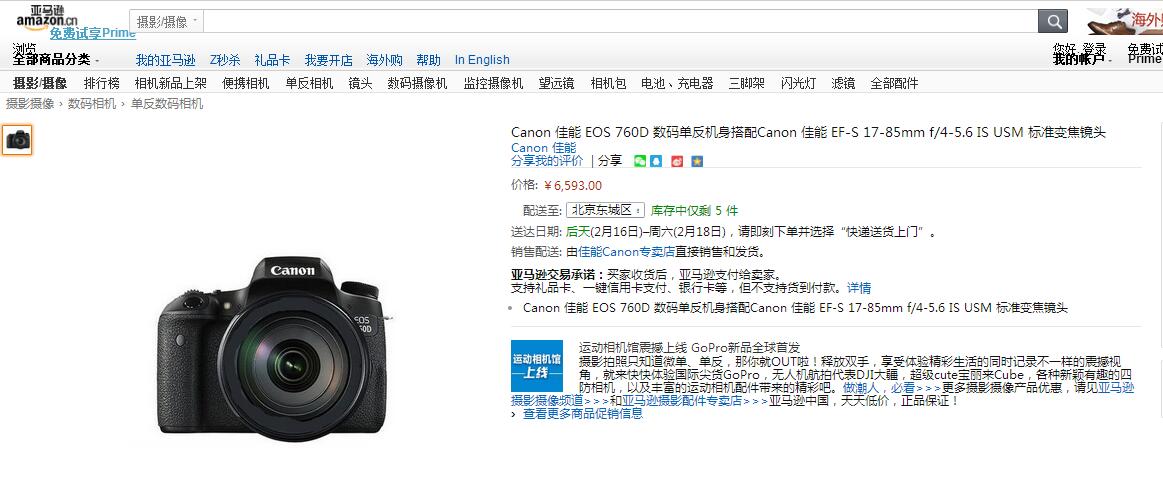 亚马逊
amazon.cn
免费试享Prime
摄影/摄像
海外购
浏览
全部商品分类
我的亚马逊 Z秒杀 礼品卡 我要开店 海外购 帮助 In English
您好, 登录
我的帐户
免费试
Prime
摄影/摄像 排行榜 相机新品上架 便携相机 单反相机 镜头 数码摄像机 监控摄像机 望远镜 相机包 电池、充电器 三脚架 闪光灯 滤镜 全部配件
摄影摄像 › 数码相机 › 单反数码相机
Canon
EOS
Canon 佳能 EOS 760D 数码单反机身搭配Canon 佳能 EF-S 17-85mm f/4-5.6 IS USM 标准变焦镜头
Canon 佳能
分享我的评价 | 分享
价格: ￥6,593.00
配送至: 北京东城区 库存中仅剩 5 件
送达日期: 后天(2月16日)–周六(2月18日)，请即刻下单并选择“快递送货上门”。
销售配送: 由佳能Canon专卖店直接销售和发货。
亚马逊交易承诺：买家收货后，亚马逊支付给卖家。
支持礼品卡、一键信用卡支付、银行卡等，但不支持货到付款。详情
Canon 佳能 EOS 760D 数码单反机身搭配Canon 佳能 EF-S 17-85mm f/4-5.6 IS USM 标准变焦镜头
运动相机馆
上线
运动相机馆震撼上线 GoPro新品全球首发
摄影拍照只知道微单、单反，那你就OUT啦！释放双手，享受体验精彩生活的同时记录不一样的震撼视
角，就来快快体验国际尖货GoPro，无人机航拍代表DJI大疆，超级cute宝丽来Cube，各种新颖有趣的四
防相机，以及丰富的运动相机配件带来的精彩吧。做潮人，必看>>>更多摄影摄像产品优惠，请见亚马逊
摄影摄像频道>>>和亚马逊摄影配件专卖店>>>亚马逊中国，天天低价，正品保证！
› 查看更多商品促销信息